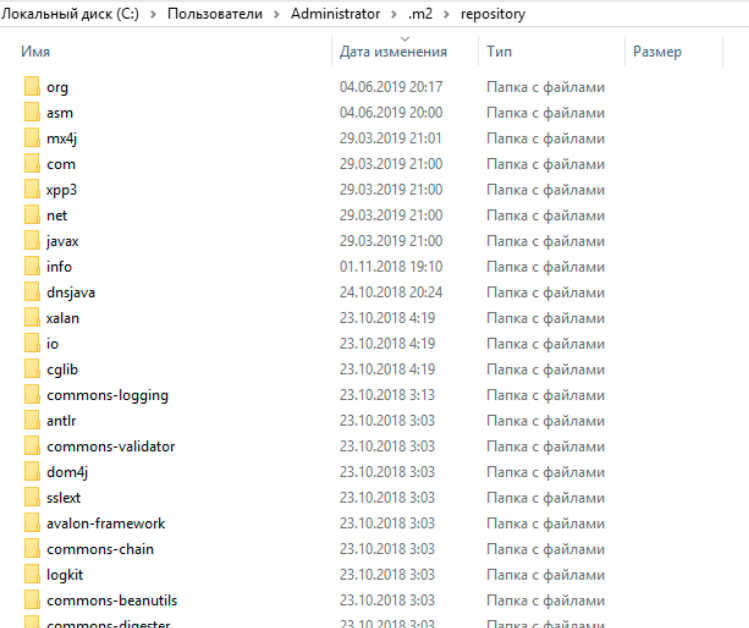 Локальный диск (C:) > Пользователи > Administrator > .m2 > repository
Имя Дата изменения Тип Размер
org 04.06.2019 20:17 Папка с файлами
asm 04.06.2019 20:00 Папка с файлами
mx4j 29.03.2019 21:01 Папка с файлами
com 29.03.2019 21:00 Папка с файлами
xpp3 29.03.2019 21:00 Папка с файлами
net 29.03.2019 21:00 Папка с файлами
javax 29.03.2019 21:00 Папка с файлами
info 01.11.2018 19:10 Папка с файлами
dnsjava 24.10.2018 20:24 Папка с файлами
xalan 23.10.2018 4:19 Папка с файлами
io 23.10.2018 4:19 Папка с файлами
cglib 23.10.2018 4:19 Папка с файлами
commons-logging 23.10.2018 3:13 Папка с файлами
antlr 23.10.2018 3:03 Папка с файлами
commons-validator 23.10.2018 3:03 Папка с файлами
dom4j 23.10.2018 3:03 Папка с файлами
sslext 23.10.2018 3:03 Папка с файлами
avalon-framework 23.10.2018 3:03 Папка с файлами
commons-chain 23.10.2018 3:03 Папка с файлами
logkit 23.10.2018 3:03 Папка с файлами
commons-beanutils 23.10.2018 3:03 Папка с файлами
commons-digester 23.10.2018 3:03 Папка с файлами